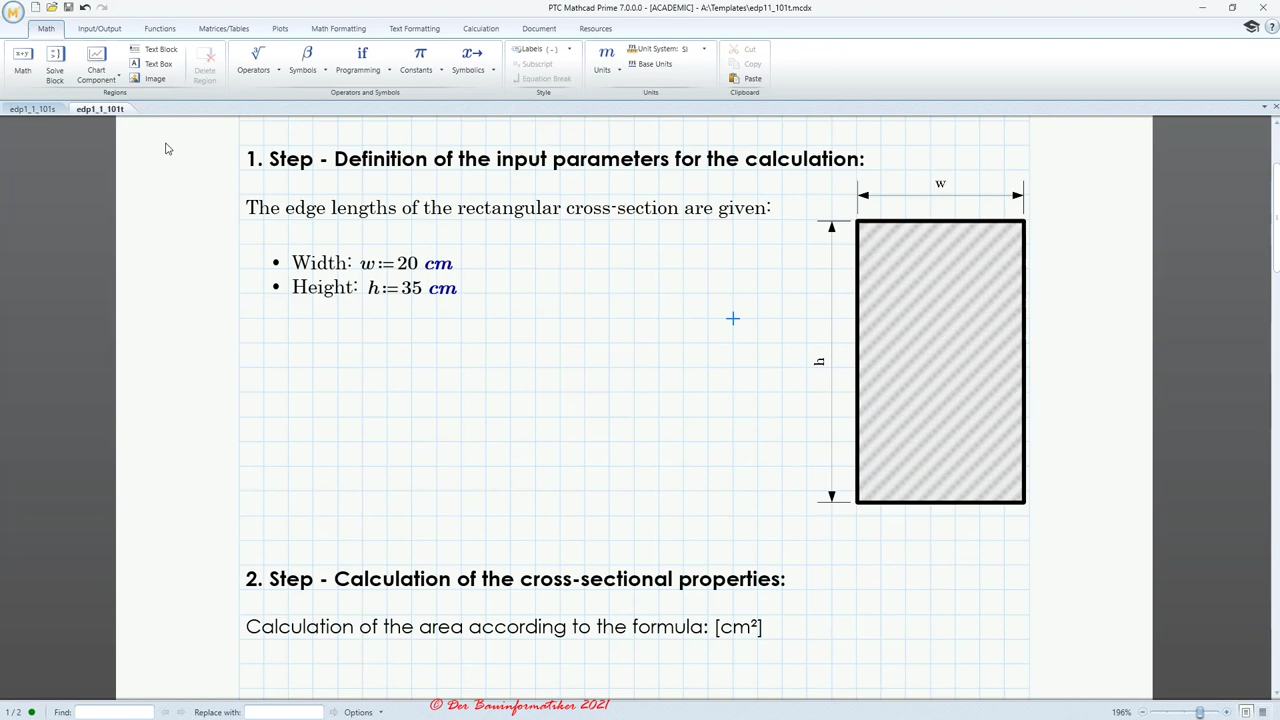 PTC Mathcad Prime 7.0.0.0 - [ACADEMIC] - A:\Templates\edp11_101t.mcdx
Math Input/Output Functions Matrices/Tables Plots Math Formatting Text Formatting Calculation Document Resources
Math
Solve Block
Chart Component
Text Block
Text Box
Image
Delete Region
Operators
Symbols
Programming
Constants
Symbolics
Labels (-)
Subscript
Equation Break
Units
Unit System: SI
Base Units
Cut
Copy
Paste
Regions Operators and Symbols Style Units Clipboard
edp1_1_101s edp1_1_101t
1. Step - Definition of the input parameters for the calculation:
w
The edge lengths of the rectangular cross-section are given:
• Width: w:=20 cm
• Height: h:=35 cm
h
2. Step - Calculation of the cross-sectional properties:
Calculation of the area according to the formula: [cm²]
© Der Bauinformatiker 2021
1 / 2 Find: Replace with: Options 196%